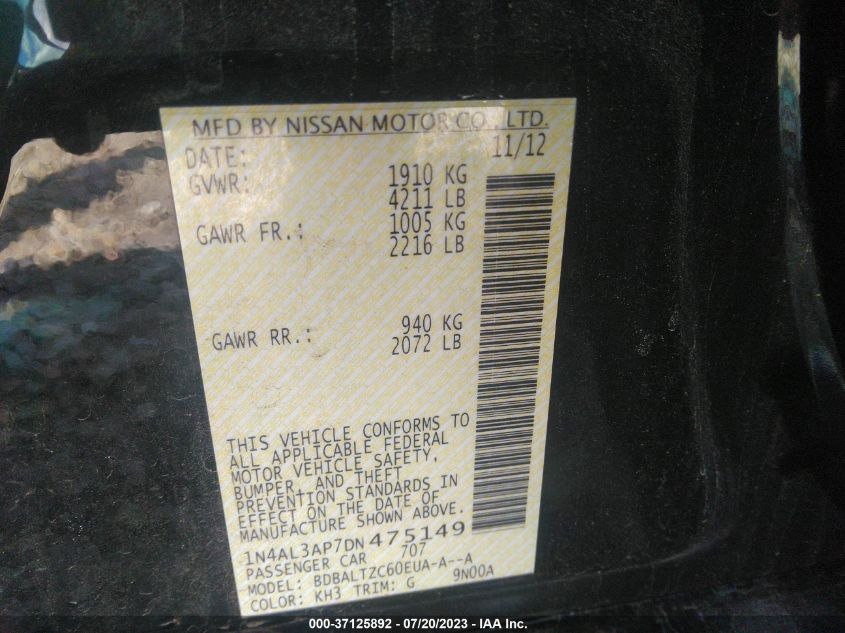 MFD BY NISSAN MOTOR CO., LTD.
DATE: 11/12
GVWR: 1910 KG
4211 LB
GAWR FR.: 1005 KG
2216 LB
GAWR RR.: 940 KG
2072 LB
THIS VEHICLE CONFORMS TO
ALL APPLICABLE FEDERAL
MOTOR VEHICLE SAFETY,
BUMPER, AND THEFT
PREVENTION STANDARDS IN
EFFECT ON THE DATE OF
MANUFACTURE SHOWN ABOVE.
1N4AL3AP7DN475149
PASSENGER CAR 707
MODEL: BDBALTZC60EUA-A--A
COLOR: KH3 TRIM: G 9N00A
000-37125892 - 07/20/2023 - IAA Inc.